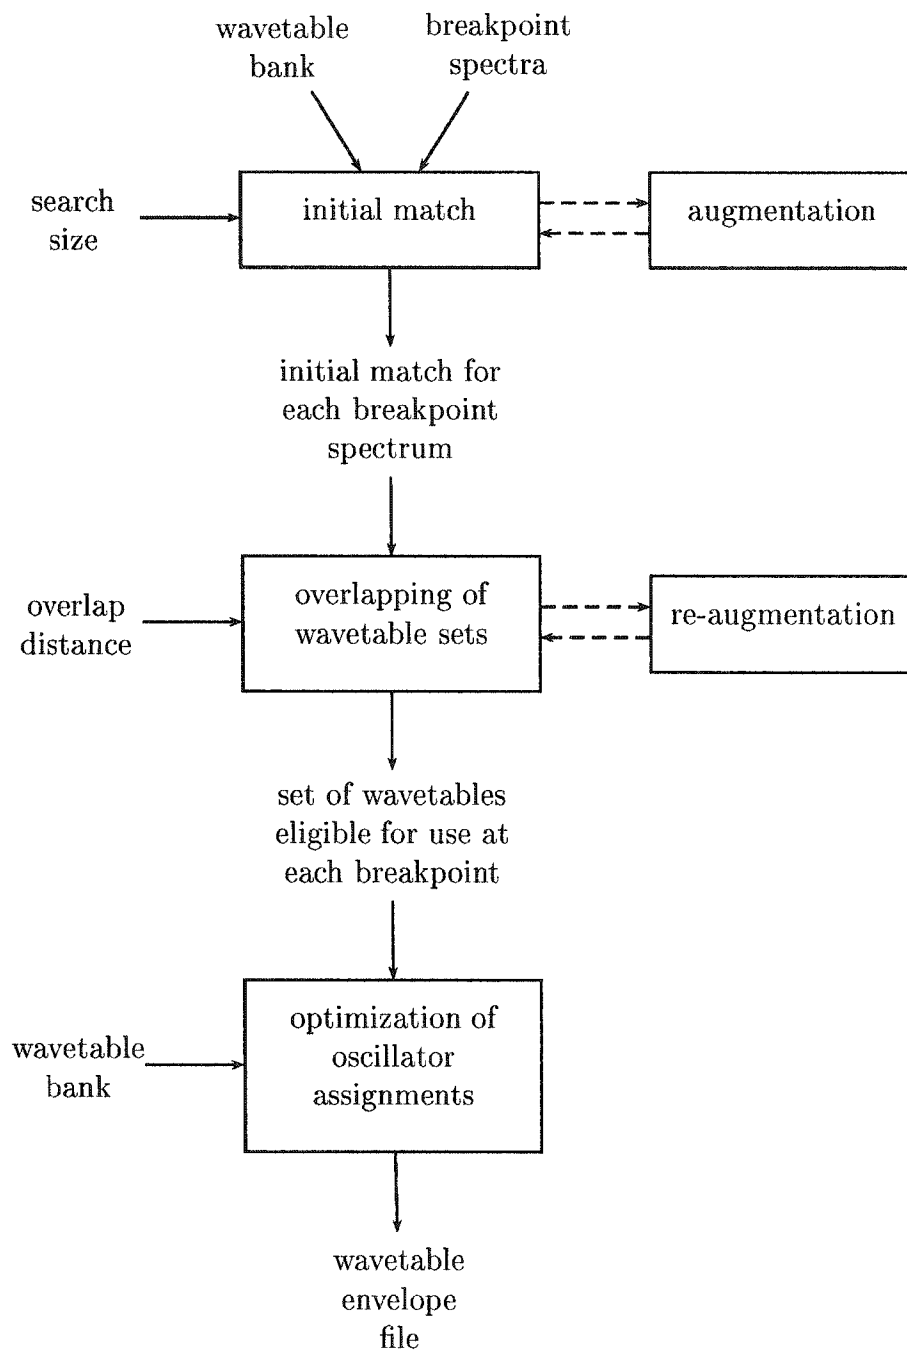 wavetable
bank
breakpoint
spectra
search
size
initial match
augmentation
initial match for
each breakpoint
spectrum
overlap
distance
overlapping of
wavetable sets
re-augmentation
set of wavetables
eligible for use at
each breakpoint
wavetable
bank
optimization of
oscillator
assignments
wavetable
envelope
file